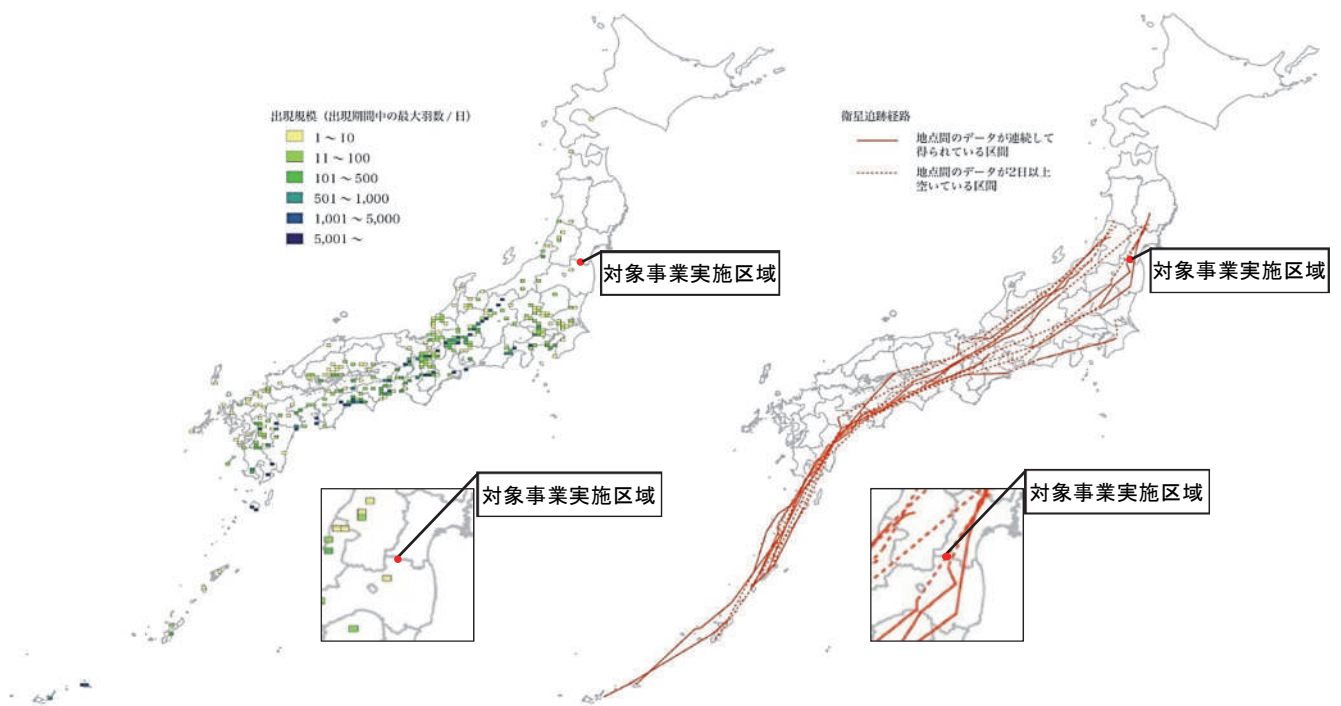 出現規模（出現期間中の最大羽数/日）
1～10
11～100
101～500
501～1,000
1,001～5,000
5,001～
対象事業実施区域
対象事業実施区域
衛星追跡経路
地点間のデータが連続して
得られている区間
地点間のデータが2日以上
空いている区間
対象事業実施区域
対象事業実施区域